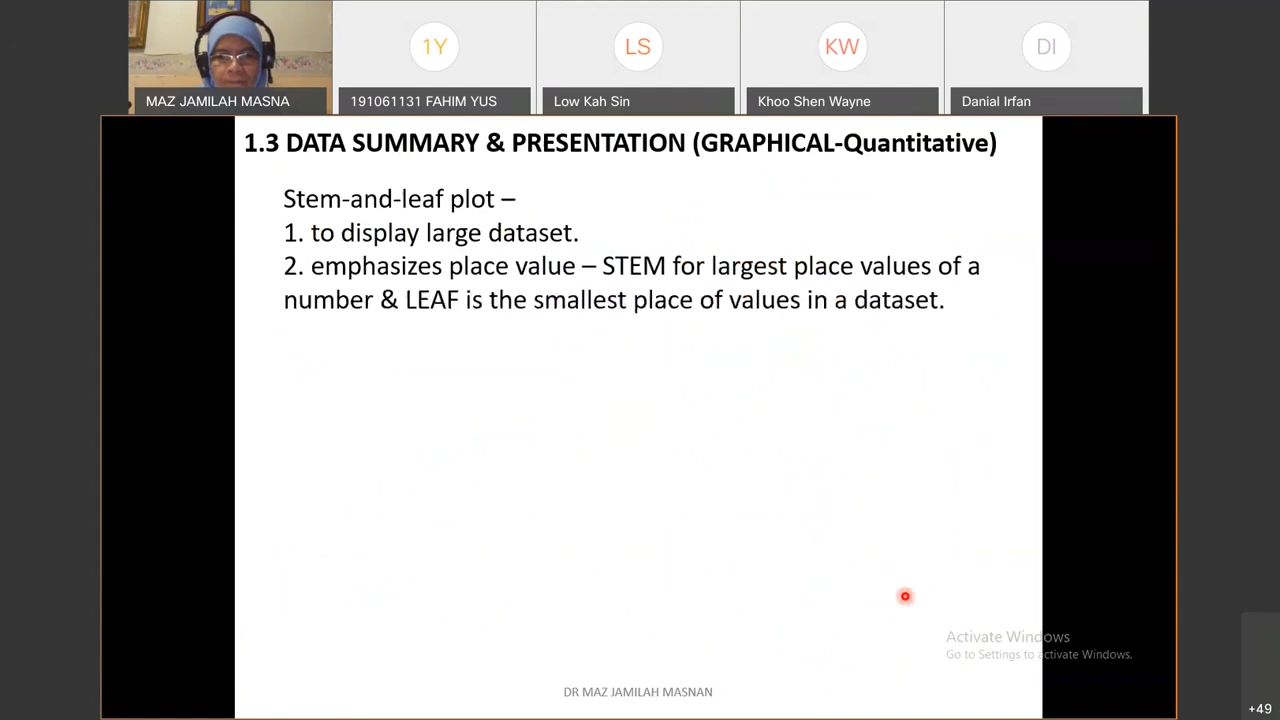 1Y
LS
KW
DI
MAZ JAMILAH MASNA
191061131 FAHIM YUS
Low Kah Sin
Khoo Shen Wayne
Danial Irfan
1.3 DATA SUMMARY & PRESENTATION (GRAPHICAL-Quantitative)
Stem-and-leaf plot –
1. to display large dataset.
2. emphasizes place value – STEM for largest place values of a
number & LEAF is the smallest place of values in a dataset.
Activate Windows
Go to Settings to activate Windows.
DR MAZ JAMILAH MASNAN
+49